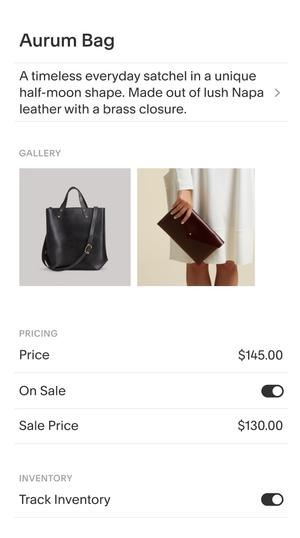 Aurum Bag
A timeless everyday satchel in a unique
half-moon shape. Made out of lush Napa
leather with a brass closure.
GALLERY
PRICING
Price $145.00
On Sale
Sale Price $130.00
INVENTORY
Track Inventory